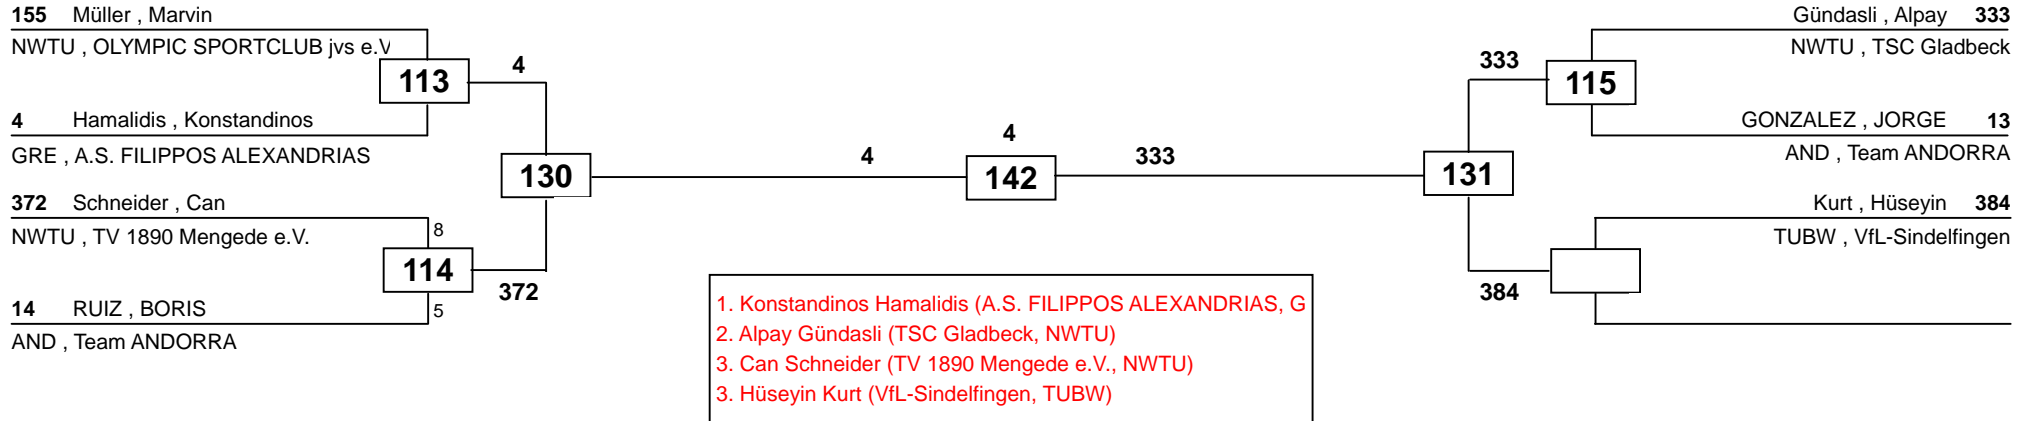 155 Müller , Marvin
NWTU , OLYMPIC SPORTCLUB jvs e.V
113
4
4 Hamalidis , Konstandinos
GRE , A.S. FILIPPOS ALEXANDRIAS
130
372 Schneider , Can
NWTU , TV 1890 Mengede e.V.
8
114
372
14 RUIZ , BORIS
5
AND , Team ANDORRA
4
4
142
333
Gündasli , Alpay 333
NWTU , TSC Gladbeck
333
115
GONZALEZ , JORGE 13
AND , Team ANDORRA
131
Kurt , Hüseyin 384
TUBW , VfL-Sindelfingen
384
1. Konstandinos Hamalidis (A.S. FILIPPOS ALEXANDRIAS, G
2. Alpay Gündasli (TSC Gladbeck, NWTU)
3. Can Schneider (TV 1890 Mengede e.V., NWTU)
3. Hüseyin Kurt (VfL-Sindelfingen, TUBW)